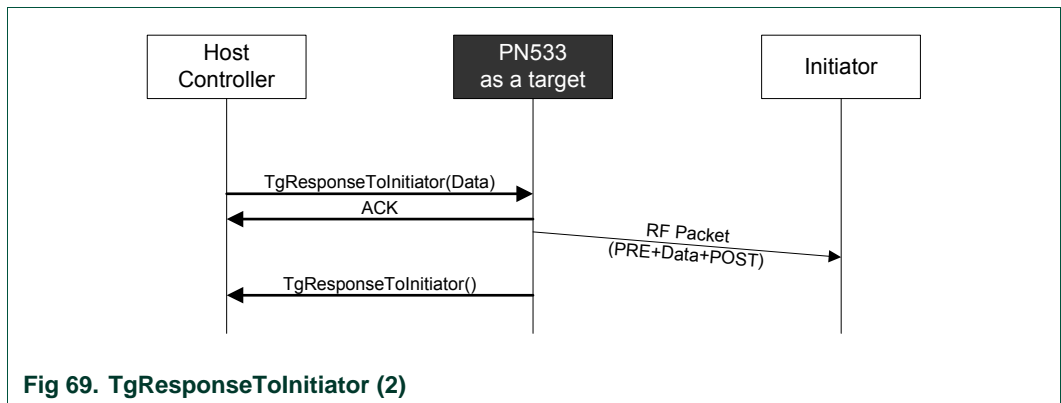 Host
Controller
PN533
as a target
Initiator
TgResponseToInitiator(Data)
ACK
RF Packet
(PRE+Data+POST)
TgResponseToInitiator()
Fig 69. TgResponseToInitiator (2)